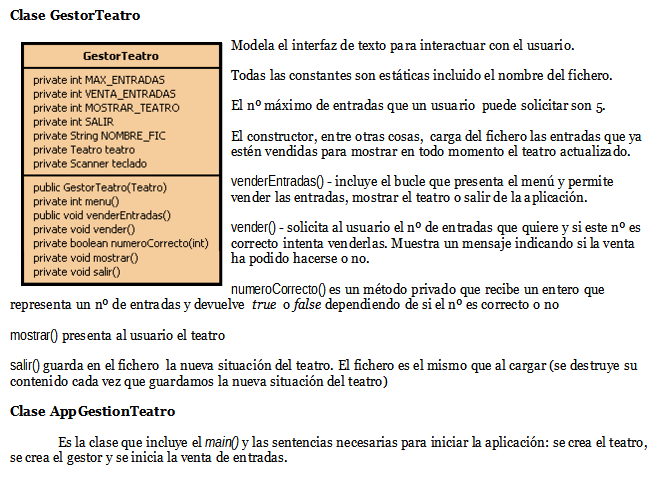 Clase GestorTeatro
GestorTeatro
private int MAX_ENTRADAS
private int VENTA_ENTRADAS
private int MOSTRAR_TEATRO
private int SALIR
private String NOMBRE_FIC
private Teatro teatro
private Scanner teclado
public GestorTeatro(Teatro)
private int menu()
public void venderEntradas()
private void vender()
private boolean numeroCorrecto(int)
private void mostrar()
private void salir()
Modela el interfaz de texto para interactuar con el usuario.
Todas las constantes son estáticas incluido el nombre del fichero.
El nº máximo de entradas que un usuario puede solicitar son 5.
El constructor, entre otras cosas, carga del fichero las entradas que ya
estén vendidas para mostrar en todo momento el teatro actualizado.
venderEntradas() - incluye el bucle que presenta el menú y permite
vender las entradas, mostrar el teatro o salir de la aplicación.
vender() - solicita al usuario el nº de entradas que quiere y si este nº es
correcto intenta venderlas. Muestra un mensaje indicando si la venta
ha podido hacerse o no.
numeroCorrecto() es un método privado que recibe un entero que
representa un nº de entradas y devuelve true o false dependiendo de si el nº es correcto o no
mostrar() presenta al usuario el teatro
salir() guarda en el fichero la nueva situación del teatro. El fichero es el mismo que al cargar (se destruye su
contenido cada vez que guardamos la nueva situación del teatro)
Clase AppGestionTeatro
Es la clase que incluye el main() y las sentencias necesarias para iniciar la aplicación: se crea el teatro,
se crea el gestor y se inicia la venta de entradas.